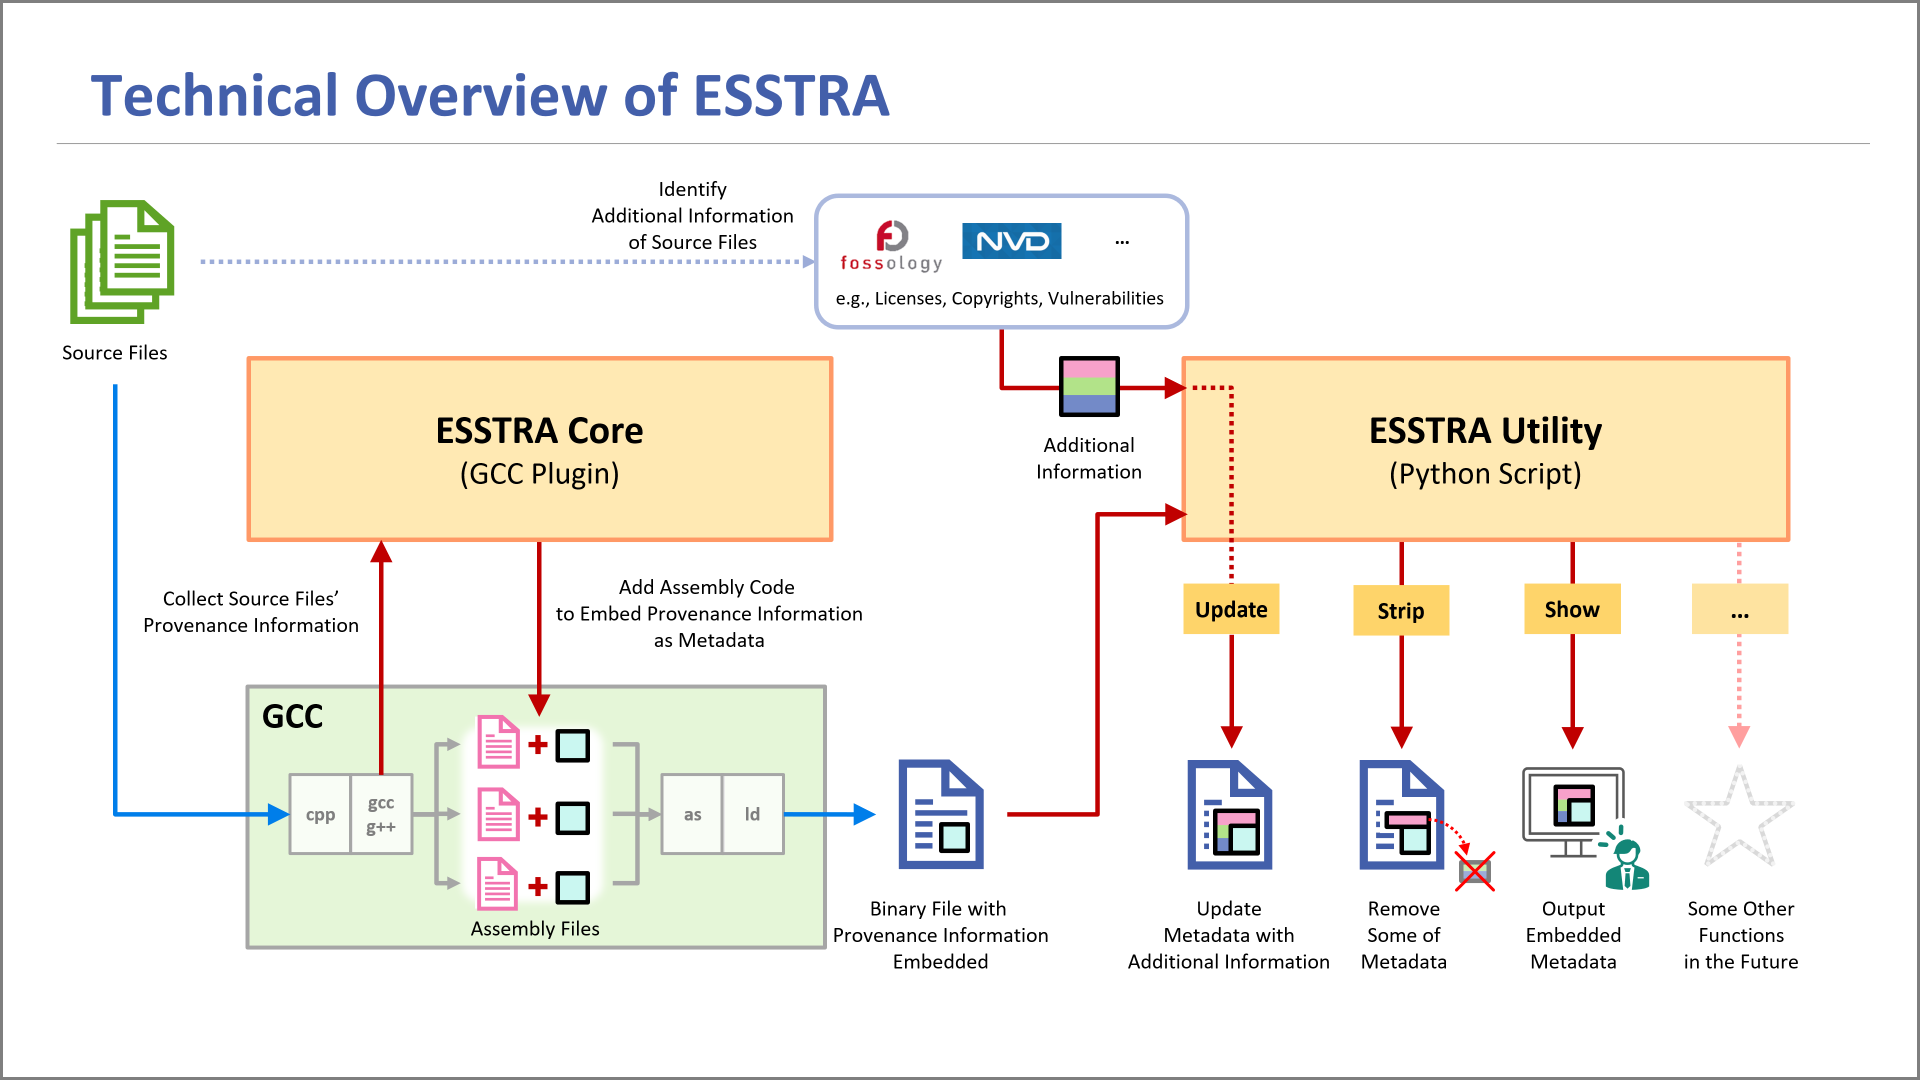 Technical Overview of ESSTRA
Identify
Additional Information
of Source Files
fossology
NVD
...
e.g., Licenses, Copyrights, Vulnerabilities
Source Files
ESSTRA Core
(GCC Plugin)
Additional
Information
ESSTRA Utility
(Python Script)
Collect Source Files’
Provenance Information
Add Assembly Code
to Embed Provenance Information
as Metadata
Update
Strip
Show
...
GCC
cpp
gcc
g++
as
ld
Assembly Files
Binary File with
Provenance Information
Embedded
Update
Metadata with
Additional Information
Remove
Some of
Metadata
Output
Embedded
Metadata
Some Other
Functions
in the Future